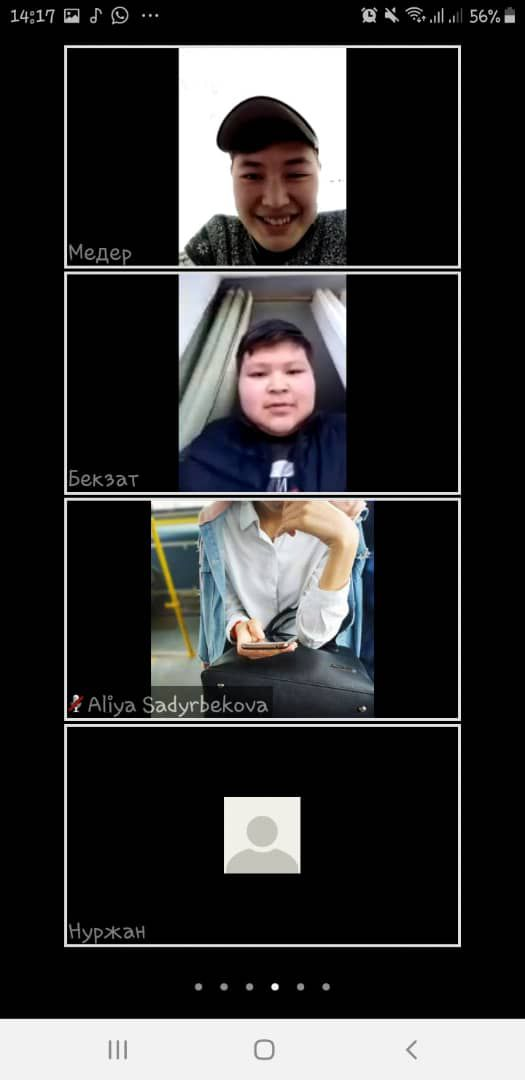 14:17
56%
Медер
Бекзат
Aliya Sadyrbekova
Нуржан